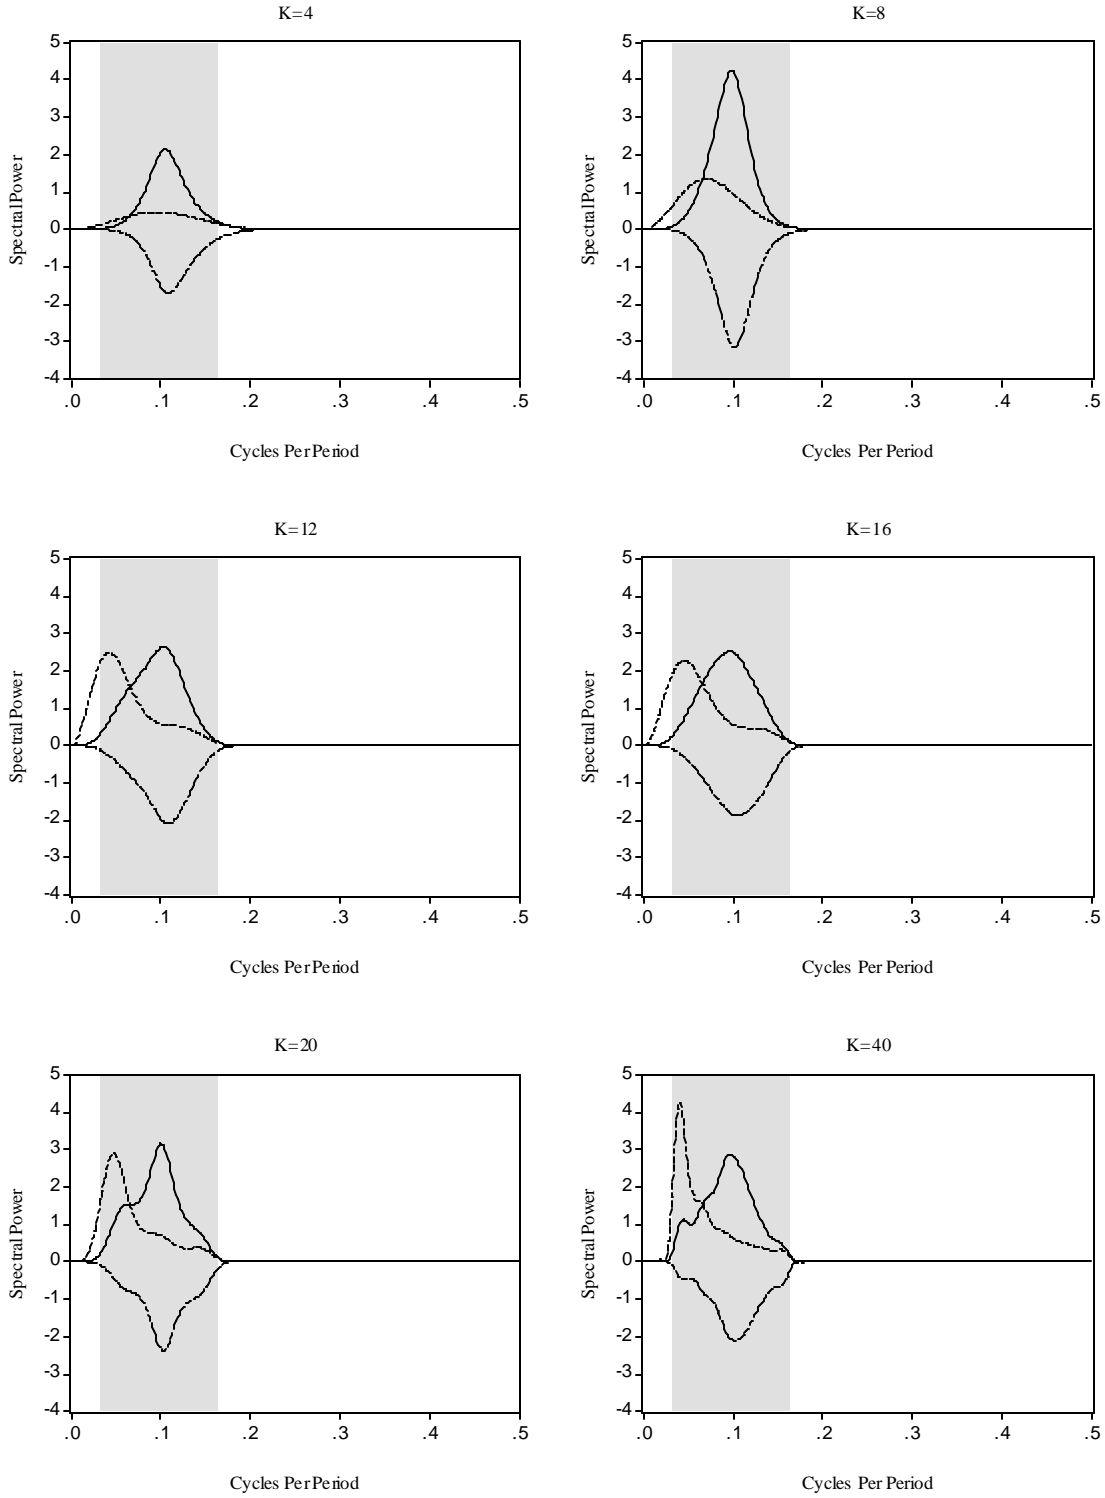 K=4
5
4
3
2
1
0
-1
-2
-3
-4
.0 .1 .2 .3 .4 .5
Spectral Power
Cycles Per Period
K=8
5
4
3
2
1
0
-1
-2
-3
-4
.0 .1 .2 .3 .4 .5
Spectral Power
Cycles Per Period
K=12
5
4
3
2
1
0
-1
-2
-3
-4
.0 .1 .2 .3 .4 .5
Spectral Power
Cycles Per Period
K=16
5
4
3
2
1
0
-1
-2
-3
-4
.0 .1 .2 .3 .4 .5
Spectral Power
Cycles Per Period
K=20
5
4
3
2
1
0
-1
-2
-3
-4
.0 .1 .2 .3 .4 .5
Spectral Power
Cycles Per Period
K=40
5
4
3
2
1
0
-1
-2
-3
-4
.0 .1 .2 .3 .4 .5
Spectral Power
Cycles Per Period